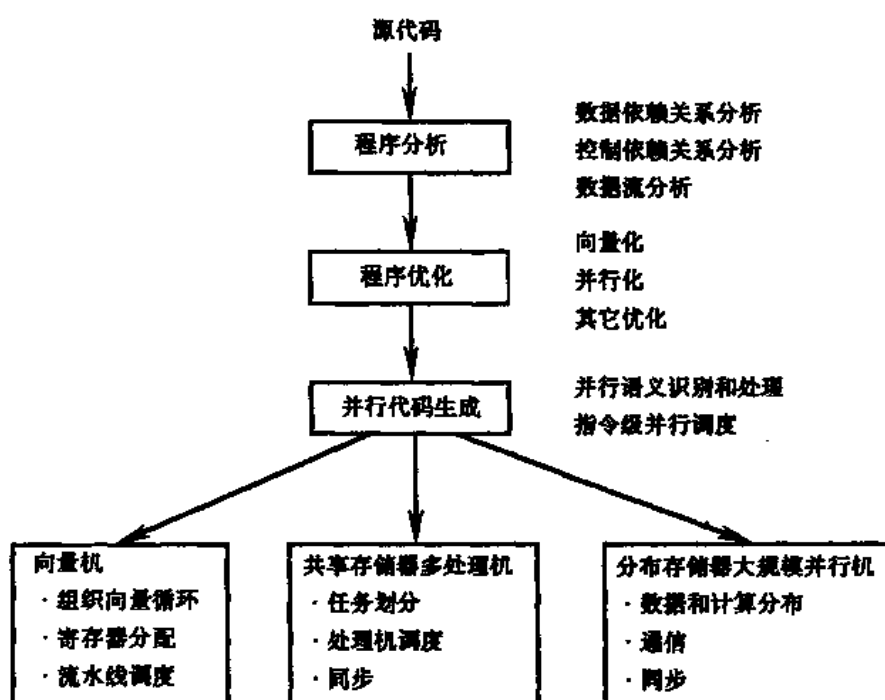 源代码
程序分析
数据依赖关系分析
控制依赖关系分析
数据流分析
程序优化
向量化
并行化
其它优化
并行代码生成
并行语义识别和处理
指令级并行调度
向量机
·组织向量循环
·寄存器分配
·流水线调度
共享存储器多处理机
·任务划分
·处理机调度
·同步
分布存储器大规模并行机
·数据和计算分布
·通信
·同步